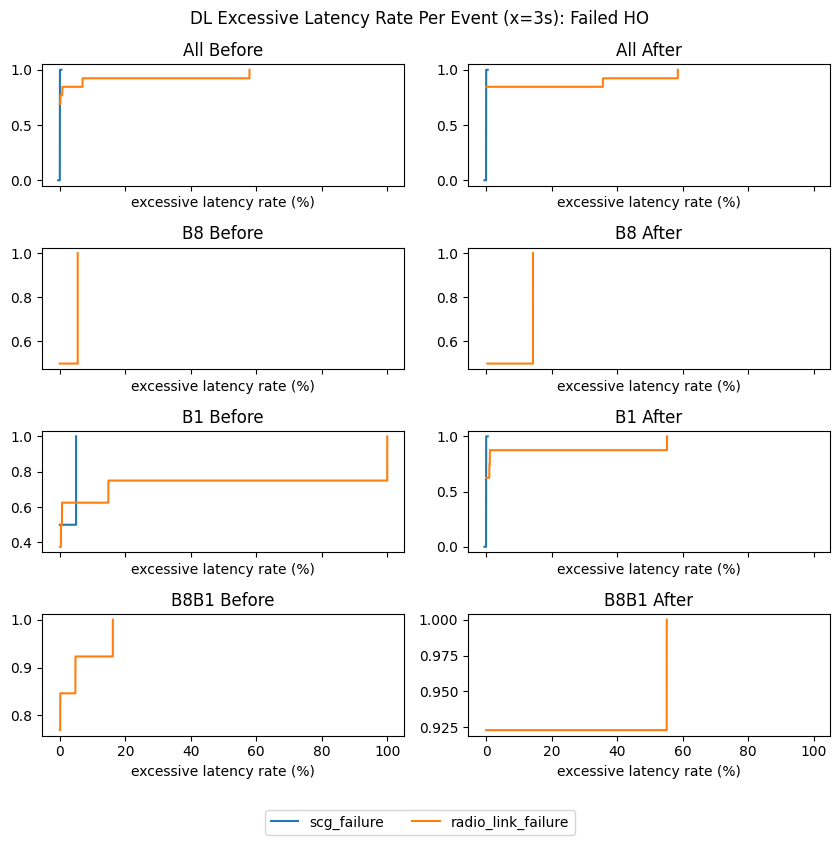 DL Excessive Latency Rate Per Event (x=3s): Failed HO
All Before
1.0
0.5
0.0
excessive latency rate (%)
All After
1.0
0.5
0.0
excessive latency rate (%)
B8 Before
1.0
0.8
0.6
excessive latency rate (%)
B8 After
1.0
0.8
0.6
excessive latency rate (%)
B1 Before
1.0
0.8
0.6
0.4
excessive latency rate (%)
B1 After
1.0
0.5
0.0
excessive latency rate (%)
B8B1 Before
1.0
0.9
0.8
0 20 40 60 80 100
excessive latency rate (%)
B8B1 After
1.000
0.975
0.950
0.925
0 20 40 60 80 100
excessive latency rate (%)
scg_failure radio_link_failure